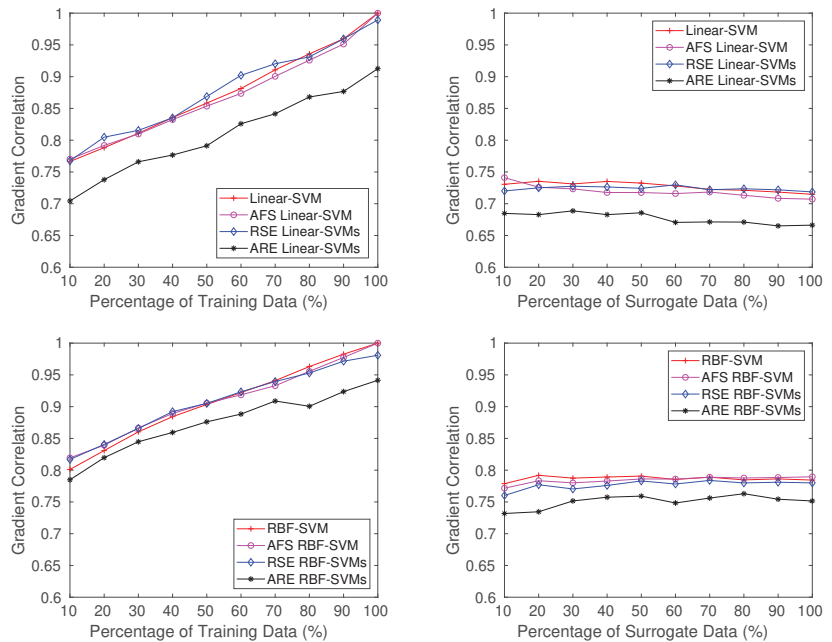 1
0.95
0.9
0.85
0.8
0.75
0.7
0.65
0.6
Gradient Correlation
Linear-SVM
AFS Linear-SVM
RSE Linear-SVMs
ARE Linear-SVMs
10 20 30 40 50 60 70 80 90 100
Percentage of Training Data (%)
1
0.95
0.9
0.85
0.8
0.75
0.7
0.65
0.6
Gradient Correlation
Linear-SVM
AFS Linear-SVM
RSE Linear-SVMs
ARE Linear-SVMs
10 20 30 40 50 60 70 80 90 100
Percentage of Surrogate Data (%)
1
0.95
0.9
0.85
0.8
0.75
0.7
0.65
0.6
Gradient Correlation
RBF-SVM
AFS RBF-SVM
RSE RBF-SVMs
ARE RBF-SVMs
10 20 30 40 50 60 70 80 90 100
Percentage of Training Data (%)
1
0.95
0.9
0.85
0.8
0.75
0.7
0.65
0.6
Gradient Correlation
RBF-SVM
AFS RBF-SVM
RSE RBF-SVMs
ARE RBF-SVMs
10 20 30 40 50 60 70 80 90 100
Percentage of Surrogate Data (%)